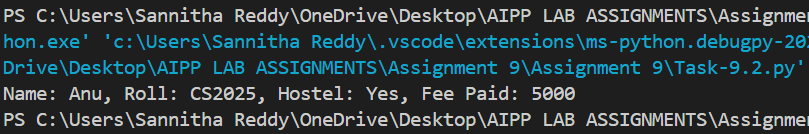 PS C:\Users\Sannitha Reddy\OneDrive\Desktop\AIPP LAB ASSIGNMENTS\Assignme
hon.exe' 'c:\Users\Sannitha Reddy\.vscode\extensions\ms-python.debugpy-202
Drive\Desktop\AIPP LAB ASSIGNMENTS\Assignment 9\Assignment 9\Task-9.2.py'
Name: Anu, Roll: CS2025, Hostel: Yes, Fee Paid: 5000
PS C:\Users\Sannitha Reddy\OneDrive\Desktop\AIPP LAB ASSIGNMENTS\Assignme